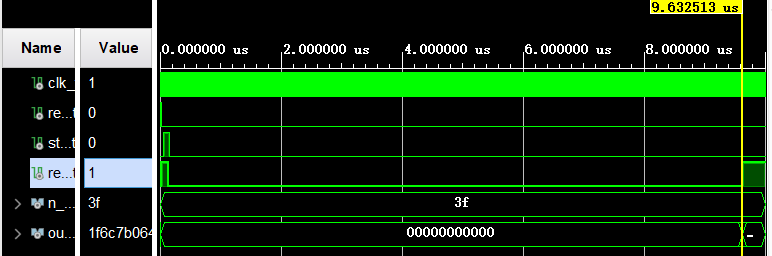 9.632513 us
Name Value 0.000000 us 2.000000 us 4.000000 us 6.000000 us 8.000000 us
clk_ 1
re...t 0
st...t 0
re...t 1
n_... 3f 3f
ou... 1f6c7b064 00000000000